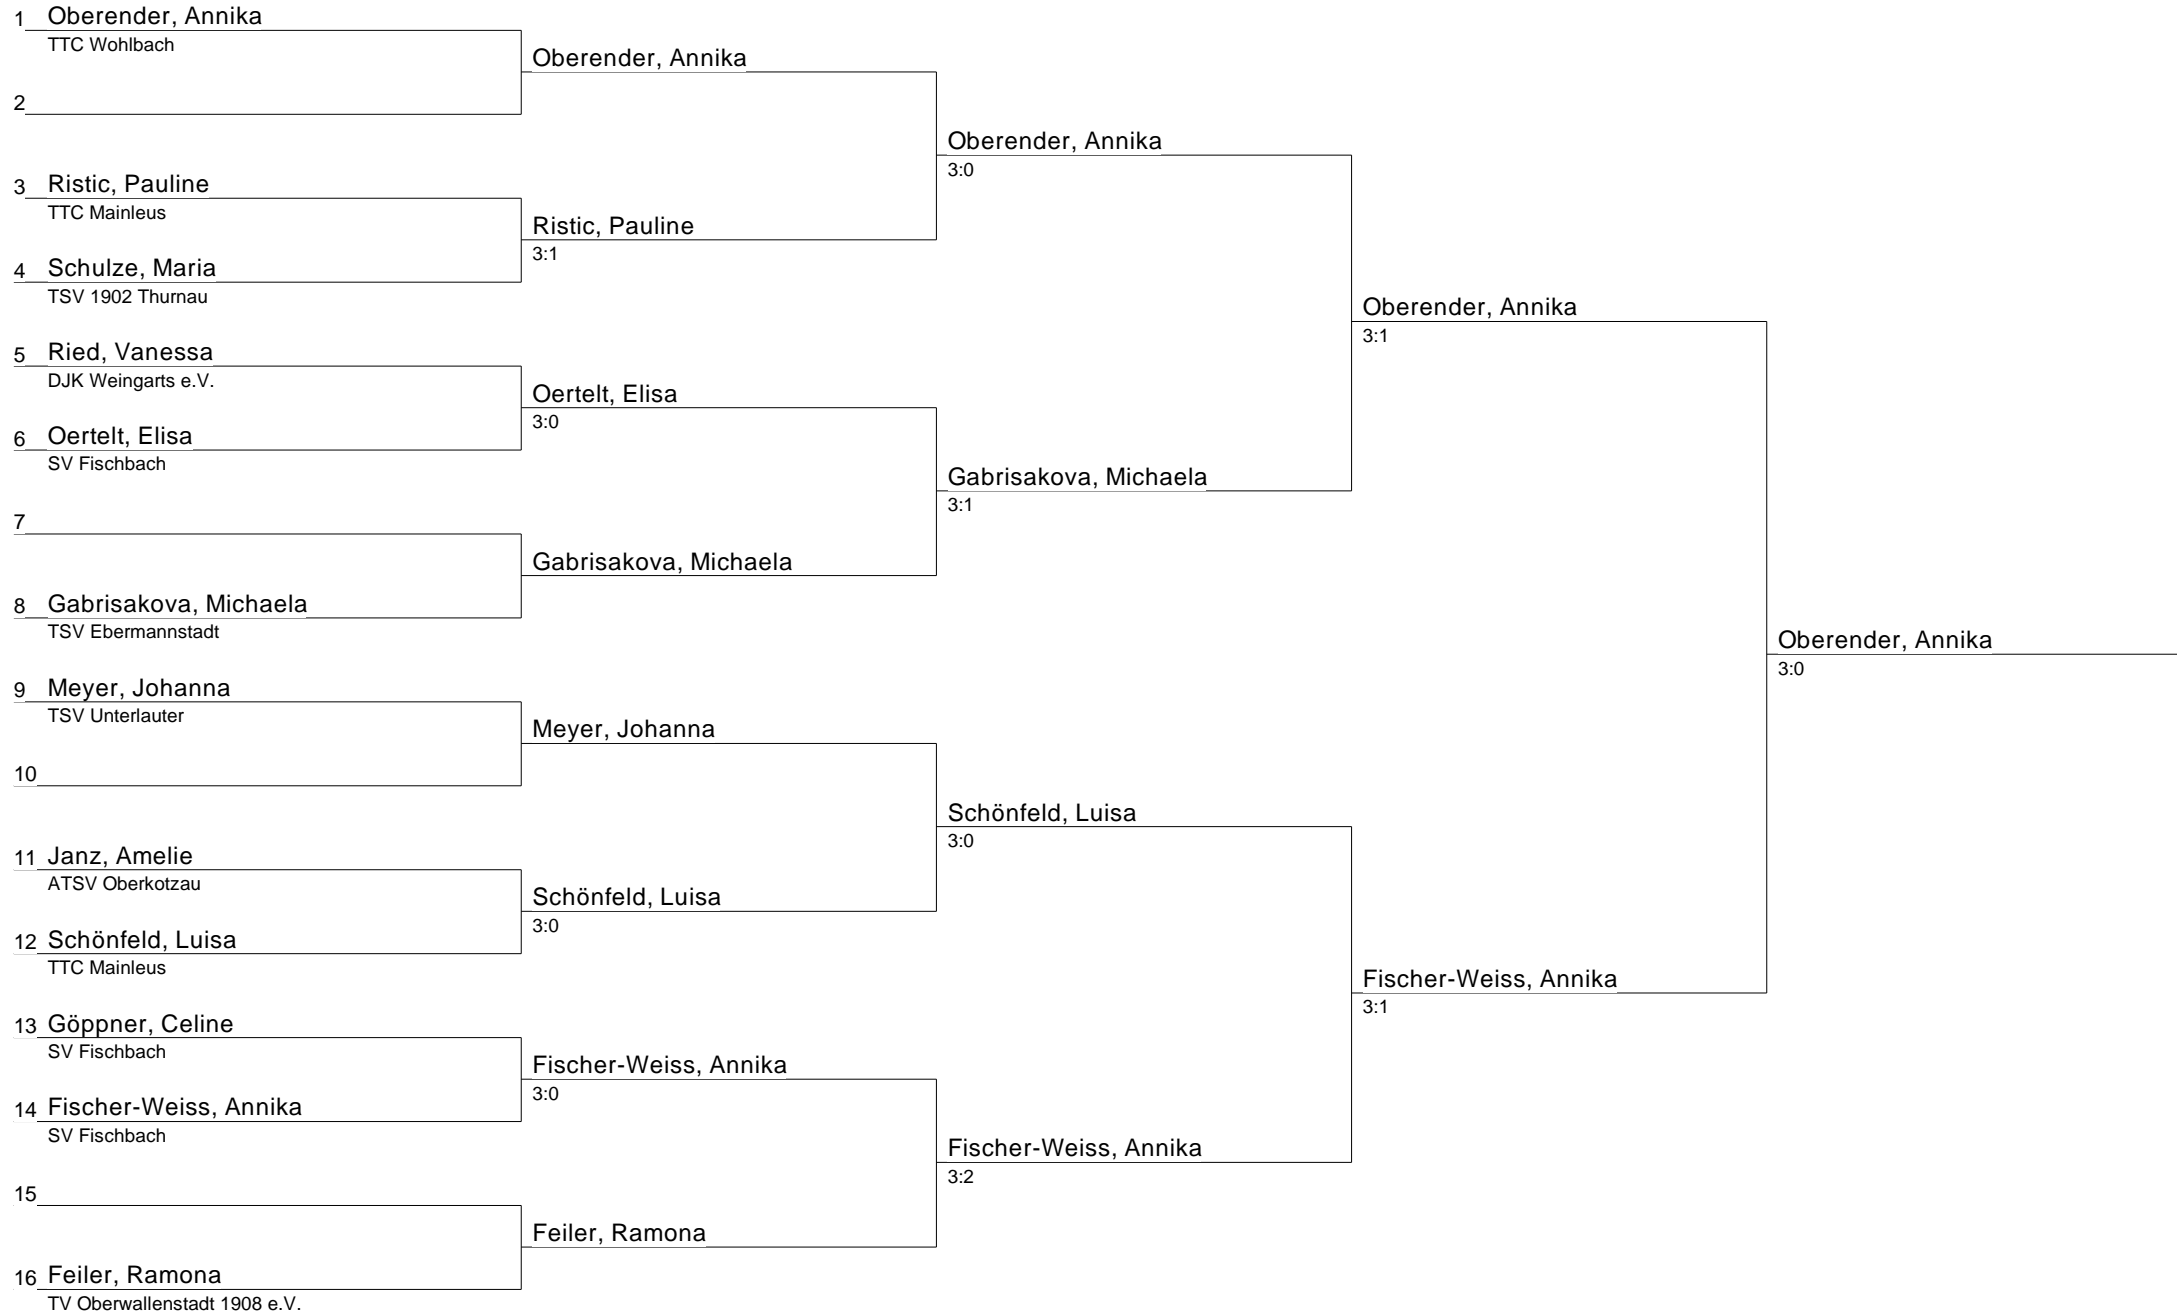 1 Oberender, Annika
TTC Wohlbach
2
3 Ristic, Pauline
TTC Mainleus
4 Schulze, Maria
TSV 1902 Thurnau
5 Ried, Vanessa
DJK Weingarts e.V.
6 Oertelt, Elisa
SV Fischbach
7
8 Gabrisakova, Michaela
TSV Ebermannstadt
9 Meyer, Johanna
TSV Unterlauter
10
11 Janz, Amelie
ATSV Oberkotzau
12 Schönfeld, Luisa
TTC Mainleus
13 Göppner, Celine
SV Fischbach
14 Fischer-Weiss, Annika
SV Fischbach
15
16 Feiler, Ramona
TV Oberwallenstadt 1908 e.V.
Oberender, Annika
Ristic, Pauline
3:1
Oertelt, Elisa
3:0
Gabrisakova, Michaela
Meyer, Johanna
Schönfeld, Luisa
3:0
Fischer-Weiss, Annika
3:0
Feiler, Ramona
Oberender, Annika
3:0
Gabrisakova, Michaela
3:1
Schönfeld, Luisa
3:0
Fischer-Weiss, Annika
3:2
Oberender, Annika
3:1
Fischer-Weiss, Annika
3:1
Oberender, Annika
3:0